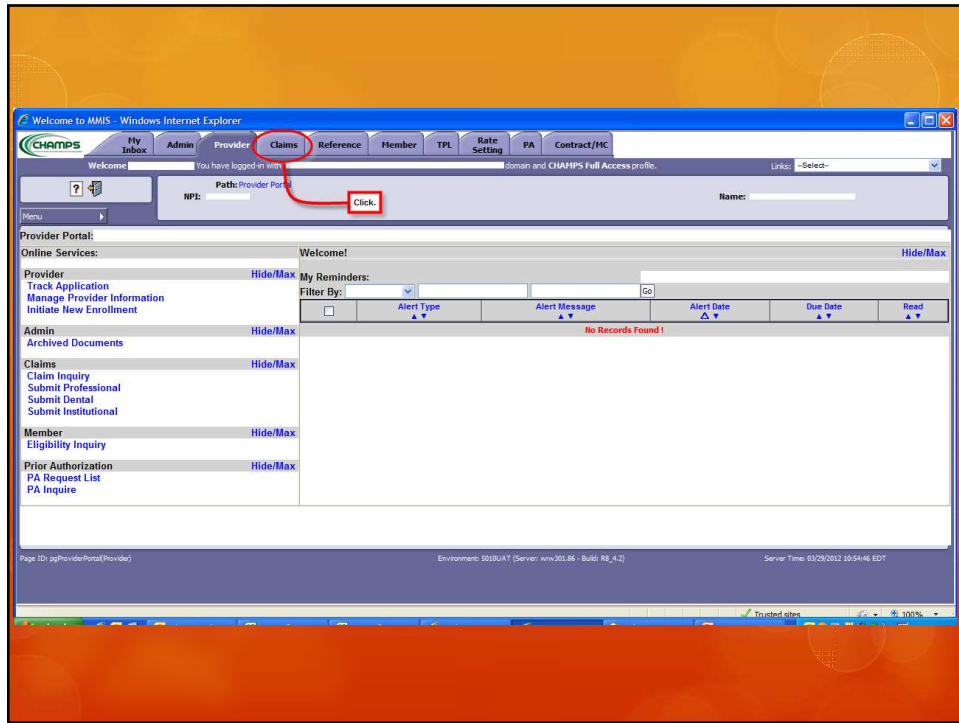 Welcome to MMIS - Windows Internet Explorer
CHAMPS
My Inbox
Admin
Provider
Claims
Reference
Member
TPL
Rate Setting
PA
Contract/MC
Welcome
You have logged-in with
domain and CHAMPS Full Access profile.
Links: --Select--
?
Path: Provider Portal
NPI:
Name:
Click.
Menu
Provider Portal:
Online Services:
Welcome!
Hide/Max
Provider Hide/Max
Track Application
Manage Provider Information
Initiate New Enrollment
Admin Hide/Max
Archived Documents
Claims Hide/Max
Claim Inquiry
Submit Professional
Submit Dental
Submit Institutional
Member Hide/Max
Eligibility Inquiry
Prior Authorization Hide/Max
PA Request List
PA Inquire
My Reminders:
Filter By:
Go
Alert Type
Alert Message
Alert Date
Due Date
Read
No Records Found !
Page ID: pgProviderPortal(Provider)
Environment: 5010UAT (Server: wrw301.86 - Build: R8_4.2)
Server Time: 03/29/2012 10:54:46 EDT
Trusted sites
100%